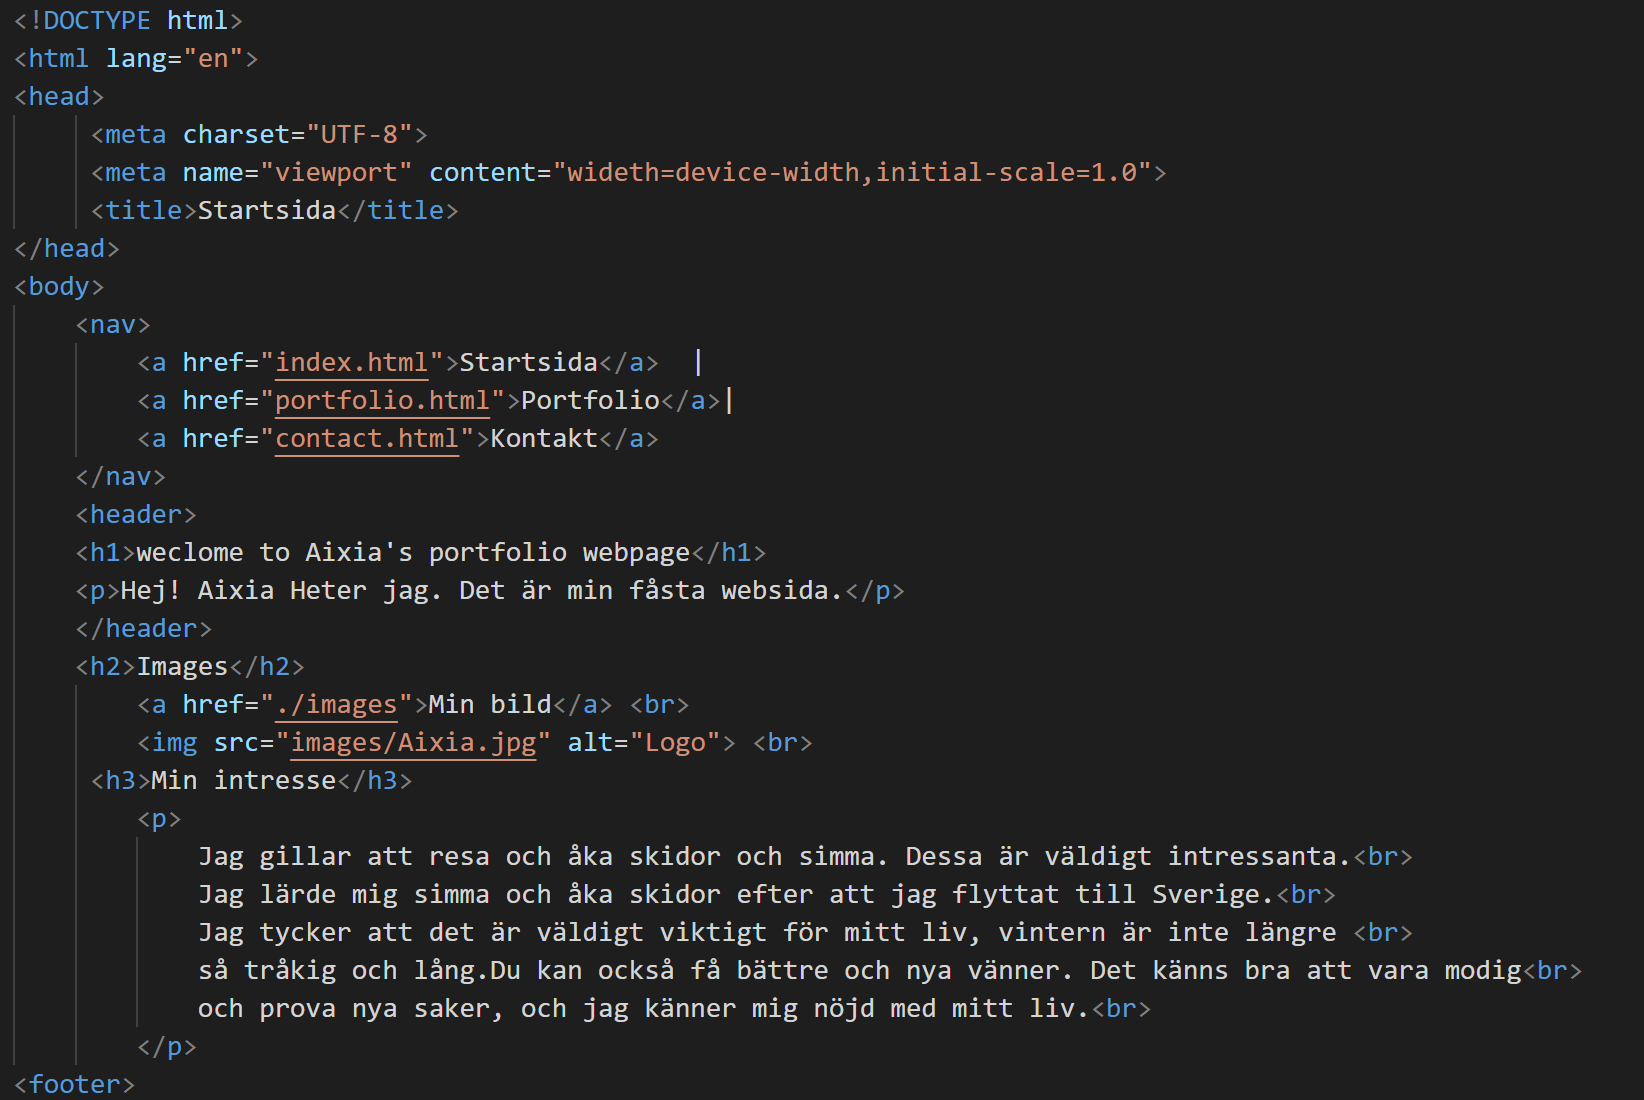 <!DOCTYPE html>
<html lang="en">
<head>
     <meta charset="UTF-8">
     <meta name="viewport" content="wideth=device-width,initial-scale=1.0">
     <title>Startsida</title>
</head>
<body>
    <nav>
        <a href="index.html">Startsida</a>  |
        <a href="portfolio.html">Portfolio</a>|
        <a href="contact.html">Kontakt</a>
    </nav>
    <header>
    <h1>weclome to Aixia's portfolio webpage</h1>
    <p>Hej! Aixia Heter jag. Det är min fåsta websida.</p>
    </header>
    <h2>Images</h2>
        <a href="./images">Min bild</a> <br>
        <img src="images/Aixia.jpg" alt="Logo"> <br>
     <h3>Min intresse</h3>
        <p>
            Jag gillar att resa och åka skidor och simma. Dessa är väldigt intressanta.<br>
            Jag lärde mig simma och åka skidor efter att jag flyttat till Sverige.<br>
            Jag tycker att det är väldigt viktigt för mitt liv, vintern är inte längre <br>
            så tråkig och lång.Du kan också få bättre och nya vänner. Det känns bra att vara modig<br>
            och prova nya saker, och jag känner mig nöjd med mitt liv.<br>
        </p>
<footer>